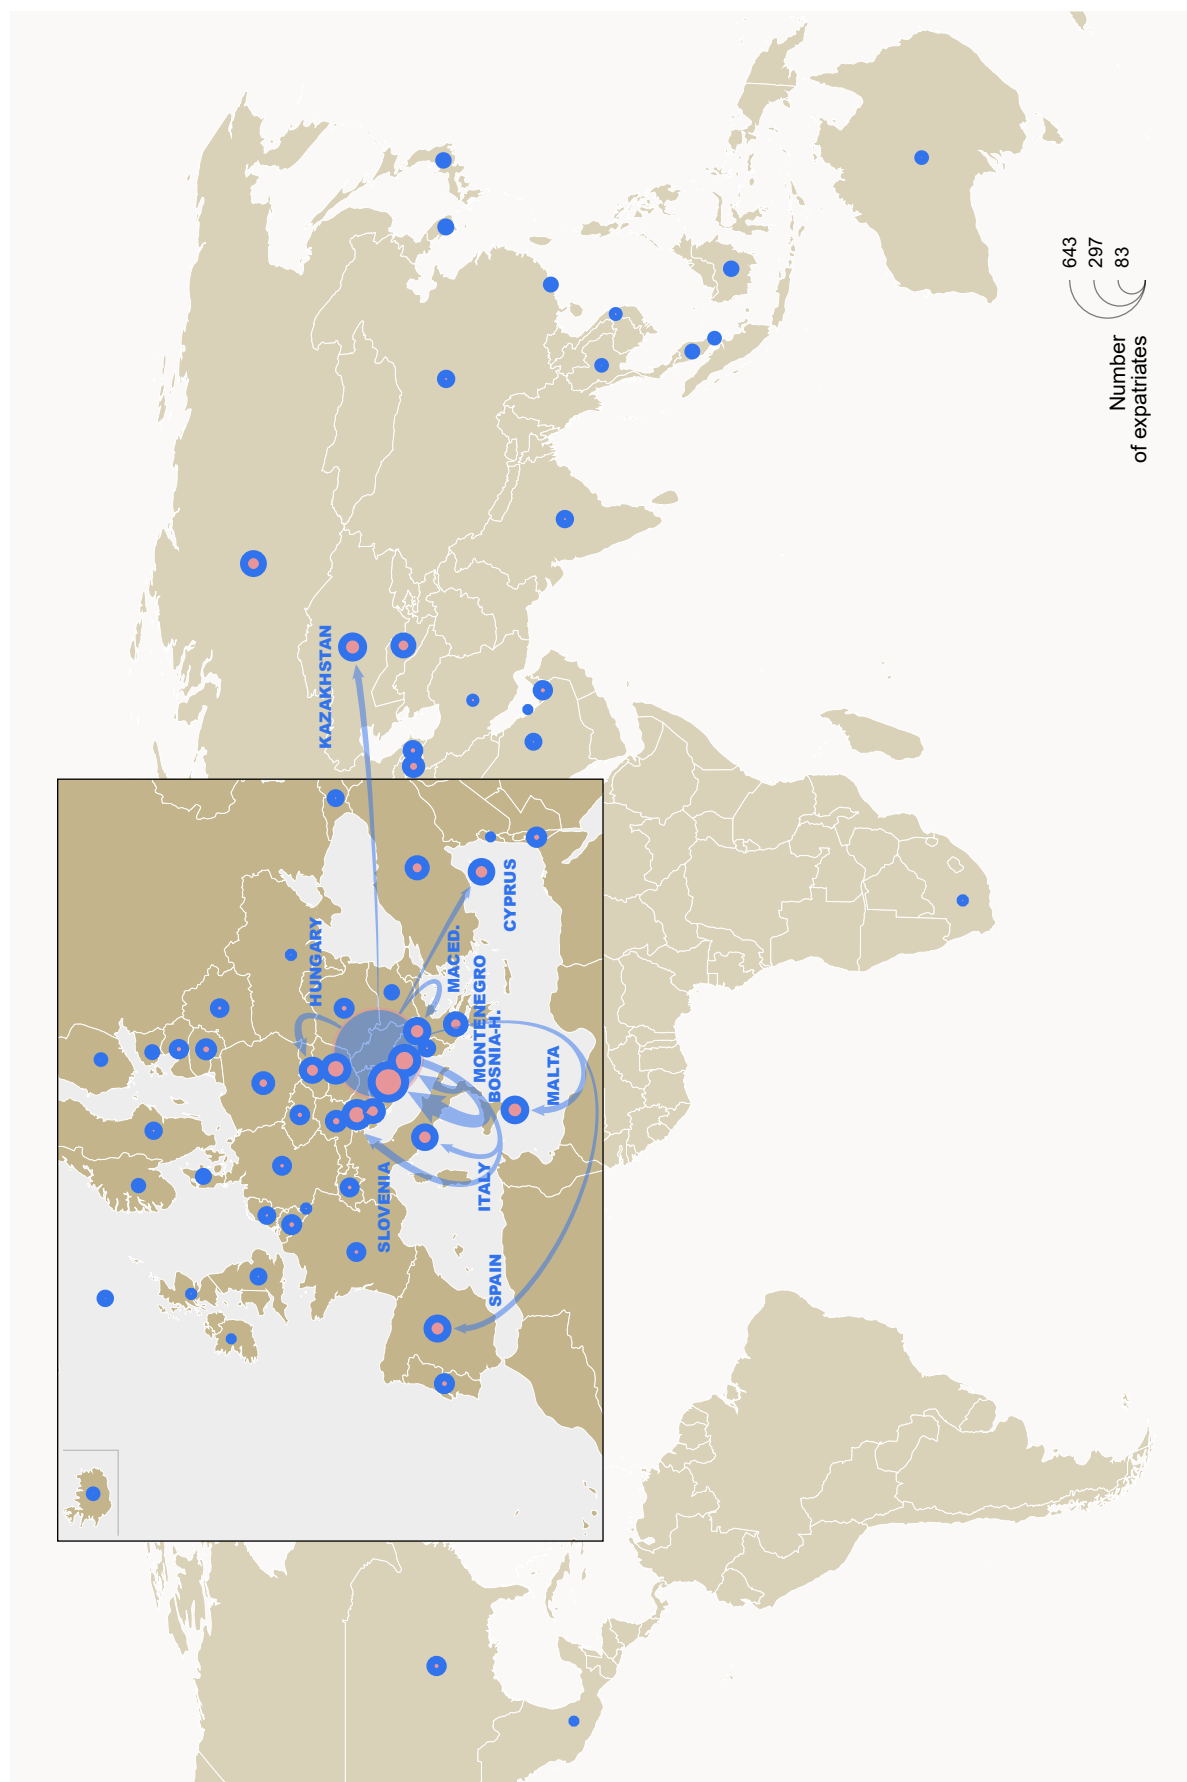 KAZAKHSTAN
HUNGARY
MACED.
CYPRUS
MONTENEGRO
BOSNIA-H.
MALTA
SLOVENIA
ITALY
SPAIN
Number
of expatriates
643
297
83